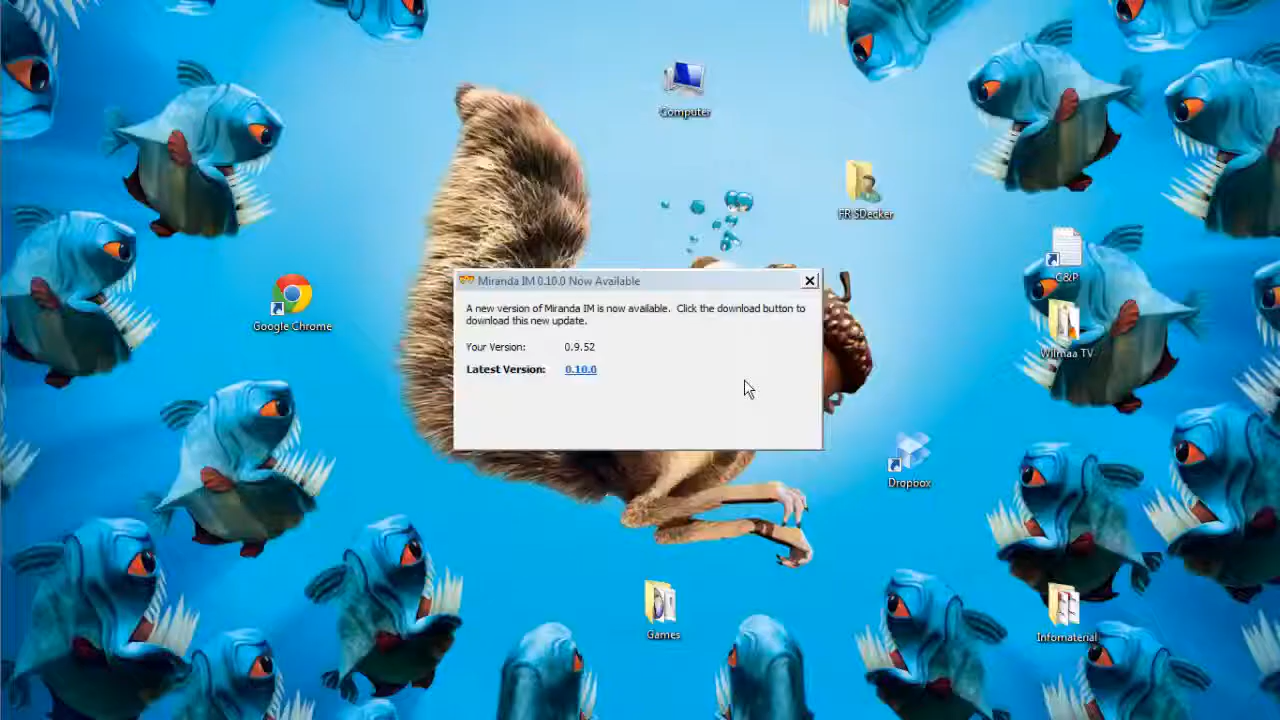 Computer
FR SDecker
C&P
Google Chrome
Miranda IM 0.10.0 Now Available
A new version of Miranda IM is now available. Click the download button to
download this new update.
Your Version: 0.9.52
Latest Version: 0.10.0
Wilmaa TV
Dropbox
Games
Infomaterial